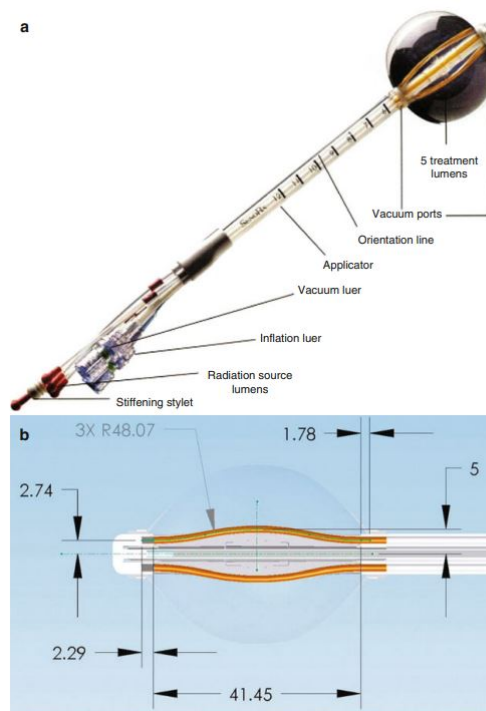 a
5 treatment
lumens
Vacuum ports
Orientation line
Applicator
Vacuum luer
Inflation luer
Radiation source
lumens
Stiffening stylet
b
3X R48.07
1.78
2.74
5
2.29
41.45